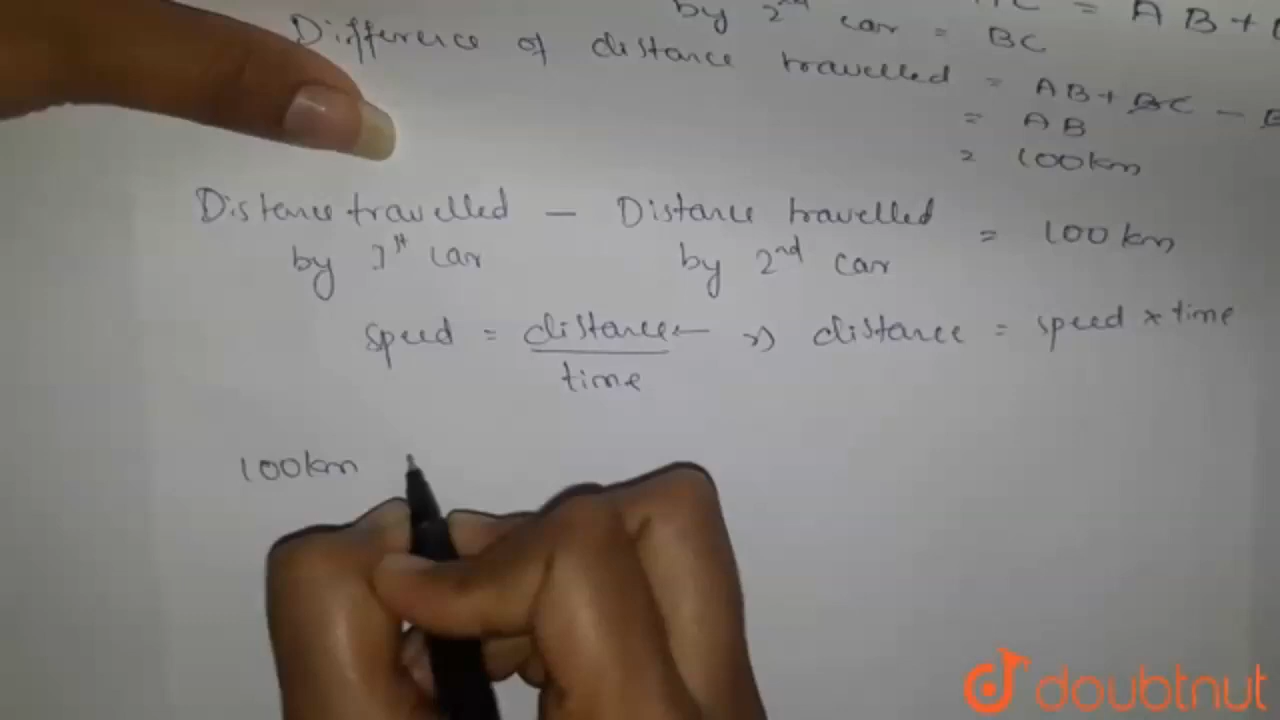 = AB +
by 2nd car = BC
Difference of distance travelled = AB + BC -
= AB
= 100km
Distance travelled - Distance travelled = 100 km
by 1st car by 2nd car
speed = distance / time => distance = speed * time
100km
doubtnut